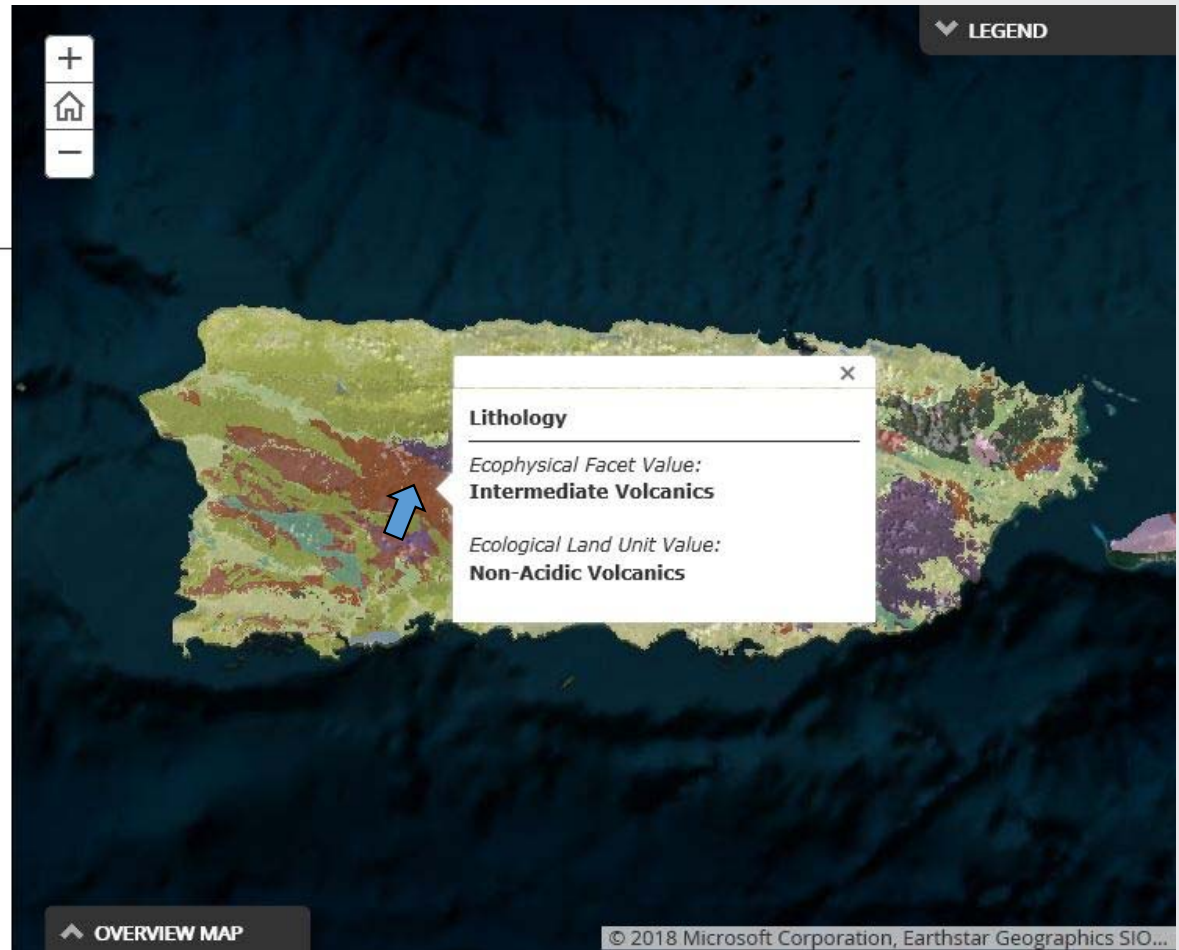 LEGEND
Lithology
Ecophysical Facet Value:
Intermediate Volcanics
Ecological Land Unit Value:
Non-Acidic Volcanics
OVERVIEW MAP
© 2018 Microsoft Corporation, Earthstar Geographics SIO...